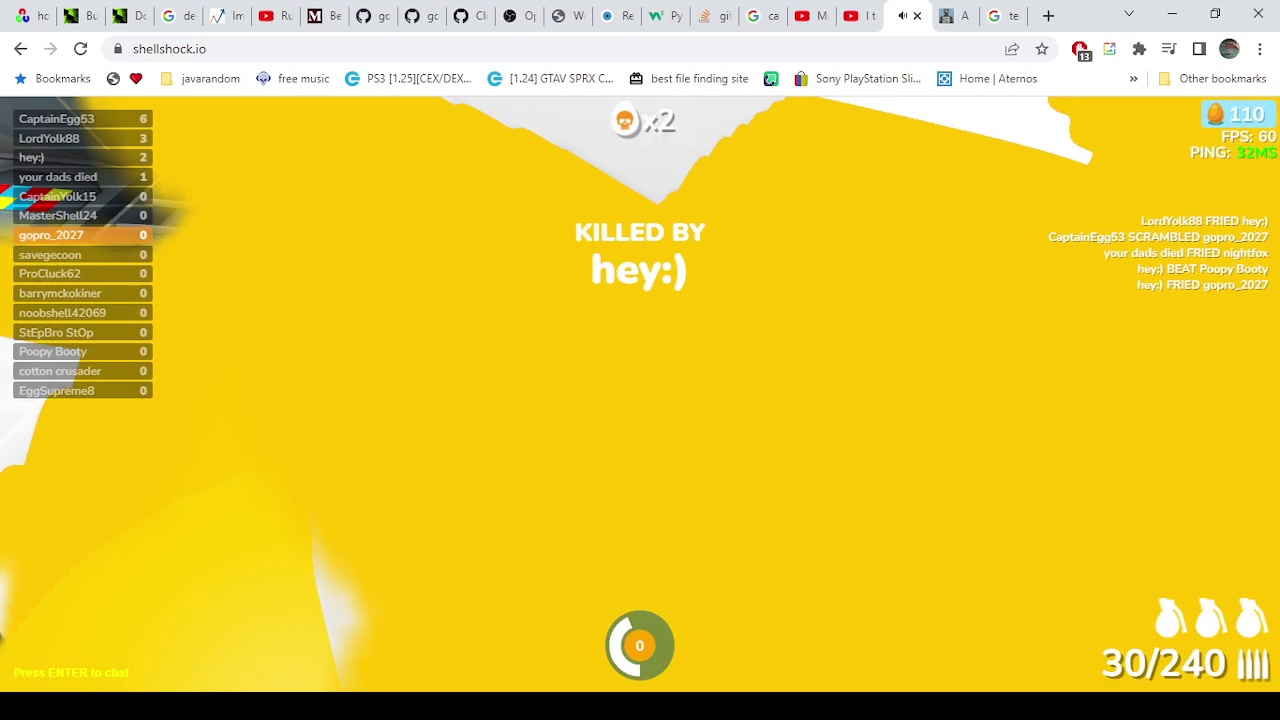 hc
Bu
Dc
de
Im
Ru
Be
gc
gc
Cli
Op
W
Re
Py
git
ca
M
I t
A
te
shellshock.io
13
Bookmarks
javarandom
free music
PS3 [1.25][CEX/DEX...
[1.24] GTAV SPRX C...
best file finding site
Sony PlayStation Sli...
Home | Aternos
»
Other bookmarks
CaptainEgg53 6
LordYolk88 3
hey:) 2
your dads died 1
CaptainYolk15 0
MasterShell24 0
gopro_2027 0
savegecoon 0
ProCluck62 0
barrymckokiner 0
noobshell42069 0
StEpBro StOp 0
Poopy Booty 0
cotton crusader 0
EggSupreme8 0
x2
110
FPS: 60
PING: 32MS
KILLED BY
hey:)
LordYolk88 FRIED hey:)
CaptainEgg53 SCRAMBLED gopro_2027
your dads died FRIED nightfox
hey:) BEAT Poopy Booty
hey:) FRIED gopro_2027
0
30/240
Press ENTER to chat